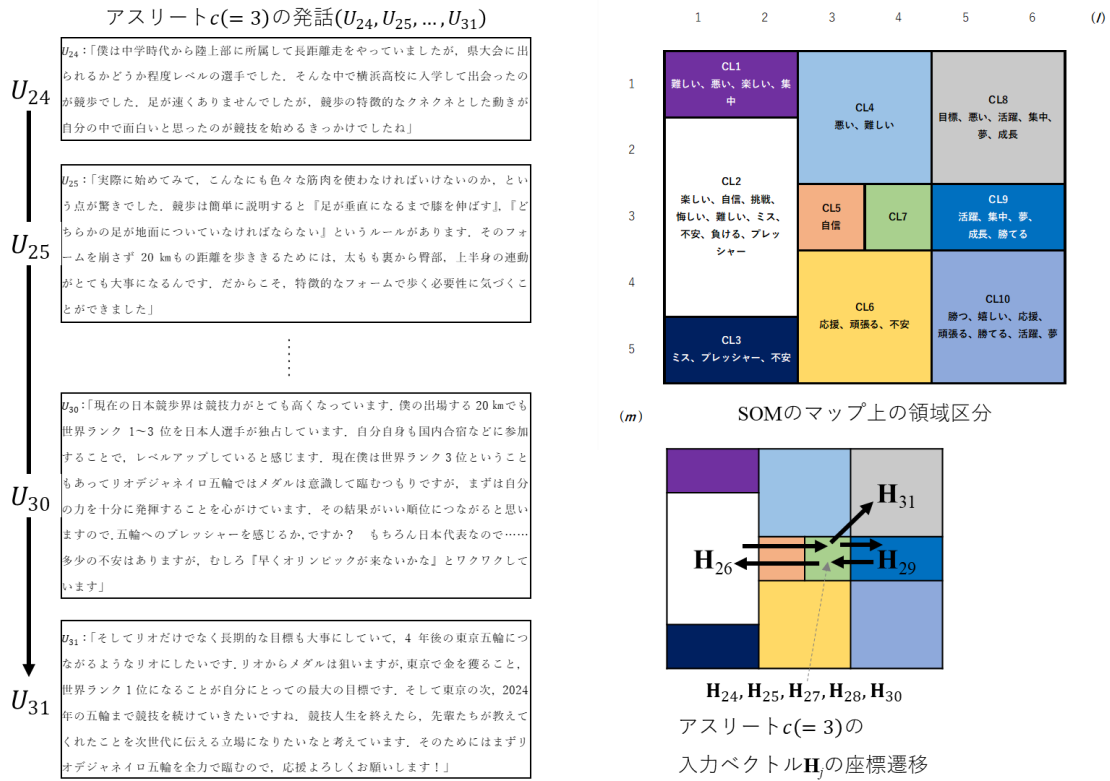 アスリートc(= 3)の発話(U24, U25, … , U31)
U24
U24：「僕は中学時代から陸上部に所属して長距離走をやっていましたが，県大会に出
られるかどうか程度レベルの選手でした．そんな中で横浜高校に入学して出会ったの
が競歩でした．足が速くありませんでしたが，競歩の特徴的なクネクネとした動きが
自分の中で面白いと思ったのが競技を始めるきっかけでしたね」
U25
U25：「実際に始めてみて，こんなにも色々な筋肉を使わなければいけないのか，とい
う点が驚きでした．競歩は簡単に説明すると『足が垂直になるまで膝を伸ばす』，『ど
ちらかの足が地面についていなければならない』というルールがあります．そのフォ
ームを崩さず 20 kmもの距離を歩ききるためには，太もも裏から臀部，上半身の連動
がとても大事になるんです．だからこそ，特徴的なフォームで歩く必要性に気づくこ
とができました」
……
U30
U30：「現在の日本競歩界は競技力がとても高くなっています．僕の出場する 20 kmでも
世界ランク 1～3 位を日本人選手が独占しています．自分自身も国内合宿などに参加
することで，レベルアップしていると感じます．現在僕は世界ランク 3 位ということ
もあってリオデジャネイロ五輪ではメダルは意識して臨むつもりですが，まずは自分
の力を十分に発揮することを心がけています．その結果がいい順位につながると思い
ますので．五輪へのプレッシャーを感じるか，ですか？　もちろん日本代表なので……
多少の不安はありますが，むしろ『早くオリンピックが来ないかな』とワクワクして
います」
U31
U31：「そしてリオだけでなく長期的な目標も大事にしていて，4 年後の東京五輪につ
ながるようなリオにしたいです．リオからメダルは狙いますが，東京で金を獲ること，
世界ランク 1 位になることが自分にとっての最大の目標です．そして東京の次，2024
年の五輪まで競技を続けていきたいですね．競技人生を終えたら，先輩たちが教えて
くれたことを次世代に伝える立場になりたいなと考えています．そのためにはまずリ
オデジャネイロ五輪を全力で臨むので，応援よろしくお願いします！」
1 2 3 4 5 6 (l)
1
2
3
4
5
(m)
CL1
難しい、悪い、楽しい、集
中
CL2
楽しい、自信、挑戦、
悔しい、難しい、ミス、
不安、負ける、プレッ
シャー
CL3
ミス、プレッシャー、不安
CL4
悪い、難しい
CL5
自信
CL7
CL6
応援、頑張る、不安
CL8
目標、悪い、活躍、集中、
夢、成長
CL9
活躍、集中、夢、
成長、勝てる
CL10
勝つ、嬉しい、応援、
頑張る、勝てる、活躍、夢
SOMのマップ上の領域区分
H31
H26
H29
H24, H25, H27, H28, H30
アスリートc(= 3)の
入力ベクトルHjの座標遷移